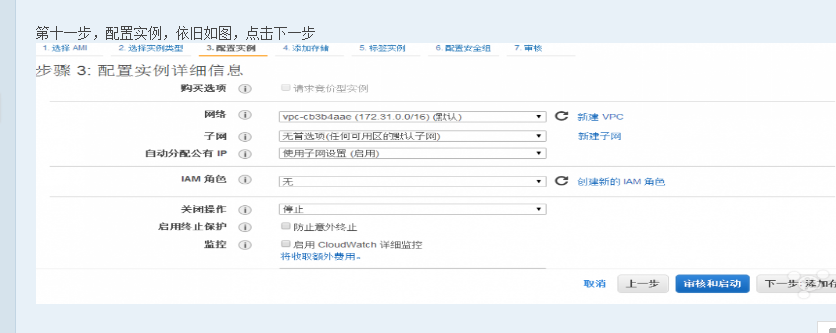 第十一步，配置实例，依旧如图，点击下一步
1. 选择 AMI 2. 选择实例类型 3. 配置实例 4. 添加存储 5. 标签实例 6. 配置安全组 7. 审核
步骤 3: 配置实例详细信息
购买选项 请求竞价型实例
网络 vpc-cb3b4aae (172.31.0.0/16) (默认) 新建 VPC
子网 无首选项(任何可用区的默认子网) 新建子网
自动分配公有 IP 使用子网设置 (启用)
IAM 角色 无 创建新的 IAM 角色
关闭操作 停止
启用终止保护 防止意外终止
监控 启用 CloudWatch 详细监控
将收取额外费用。
取消 上一步 审核和启动 下一步: 添加存